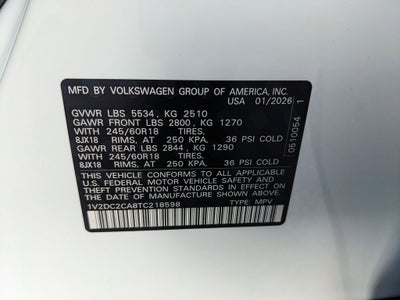 MFD BY VOLKSWAGEN GROUP OF AMERICA, INC.
USA 01/2026
GVWR LBS 5534, KG 2510
GAWR FRONT LBS 2800, KG 1270
WITH 245/60R18 TIRES,
8JX18 RIMS, AT 250 KPA, 36 PSI COLD
GAWR REAR LBS 2844, KG 1290
WITH 245/60R18 TIRES,
8JX18 RIMS, AT 250 KPA, 36 PSI COLD
THIS VEHICLE CONFORMS TO ALL APPLICABLE
U.S. FEDERAL MOTOR VEHICLE SAFETY AND
THEFT PREVENTION STANDARDS IN EFFECT ON
THE DATE OF MANUFACTURE SHOWN ABOVE.
1V2DC2CA8TC218598 TYPE: MPV
0510054 1